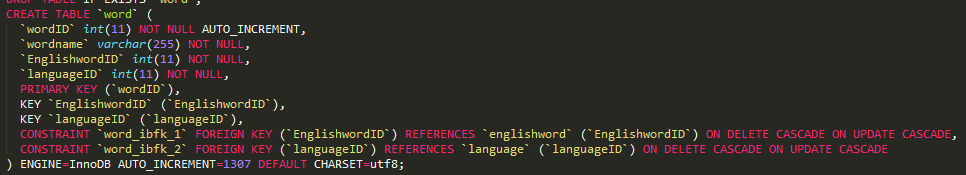 DROP TABLE IF EXISTS `word`;
CREATE TABLE `word` (
  `wordID` int(11) NOT NULL AUTO_INCREMENT,
  `wordname` varchar(255) NOT NULL,
  `EnglishwordID` int(11) NOT NULL,
  `languageID` int(11) NOT NULL,
  PRIMARY KEY (`wordID`),
  KEY `EnglishwordID` (`EnglishwordID`),
  KEY `languageID` (`languageID`),
  CONSTRAINT `word_ibfk_1` FOREIGN KEY (`EnglishwordID`) REFERENCES `englishword` (`EnglishwordID`) ON DELETE CASCADE ON UPDATE CASCADE,
  CONSTRAINT `word_ibfk_2` FOREIGN KEY (`languageID`) REFERENCES `language` (`languageID`) ON DELETE CASCADE ON UPDATE CASCADE
) ENGINE=InnoDB AUTO_INCREMENT=1307 DEFAULT CHARSET=utf8;